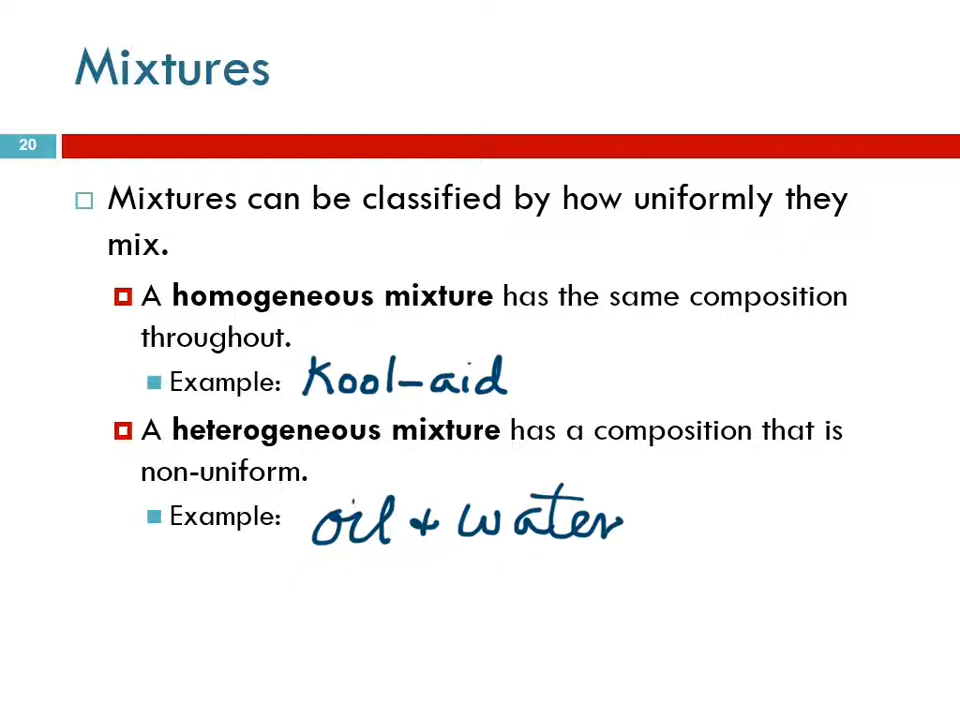 Mixtures
20
Mixtures can be classified by how uniformly they
mix.
A homogeneous mixture has the same composition
throughout.
Example: Kool-aid
A heterogeneous mixture has a composition that is
non-uniform.
Example: oil + water